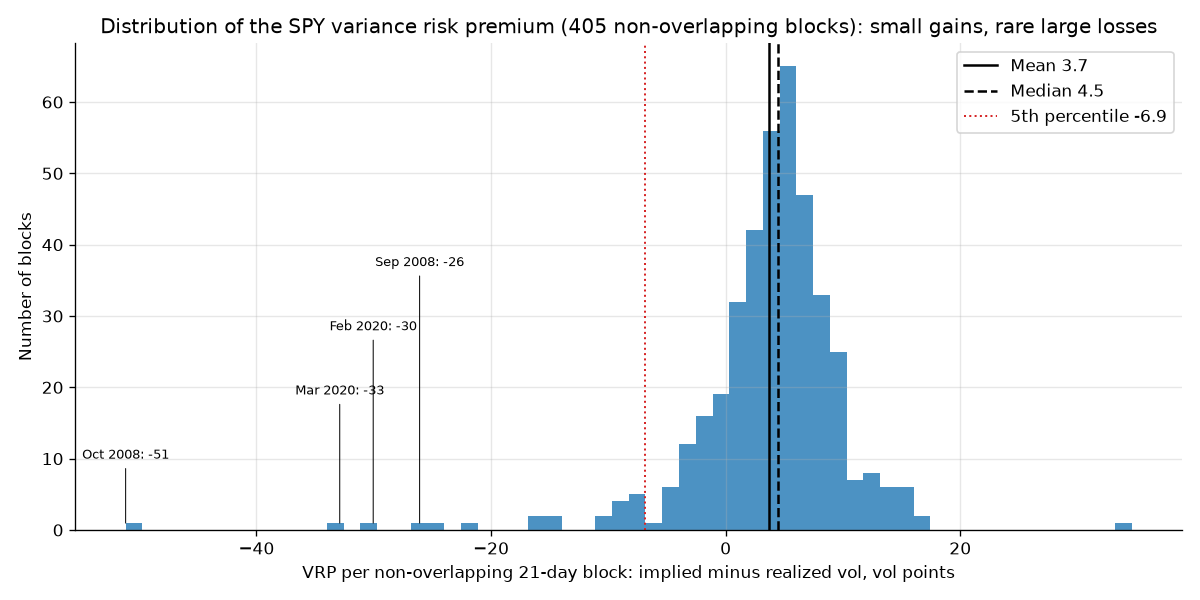 Distribution of the SPY variance risk premium (405 non-overlapping blocks): small gains, rare large losses
Mean 3.7
Median 4.5
5th percentile -6.9
Number of blocks
60
50
40
30
20
10
0
Sep 2008: -26
Feb 2020: -30
Mar 2020: -33
Oct 2008: -51
−40
−20
0
20
VRP per non-overlapping 21-day block: implied minus realized vol, vol points